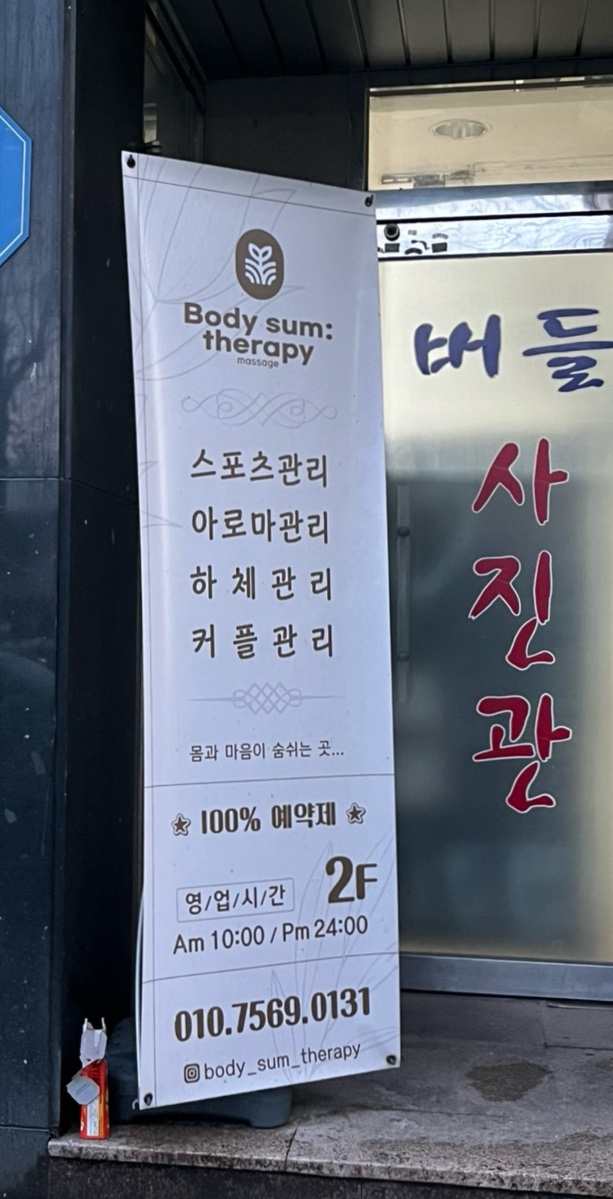 Body sum:
therapy
massage
스포츠관리
아로마관리
하체관리
커플관리
몸과 마음이 숨쉬는 곳...
100% 예약제
2F
영/업/시/간
Am 10:00 / Pm 24:00
010.7569.0131
body_sum_therapy
버들
사
진
관